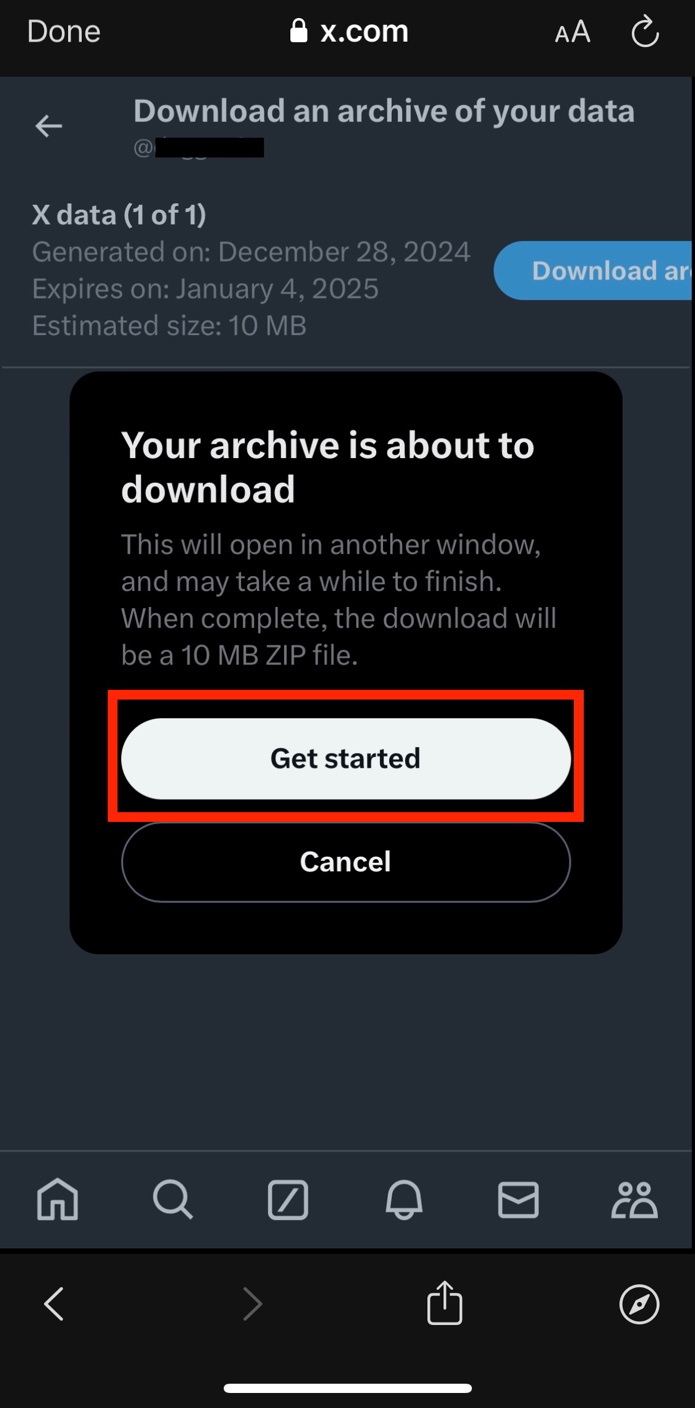 Done x.com AA
Download an archive of your data
@
X data (1 of 1)
Generated on: December 28, 2024
Expires on: January 4, 2025
Estimated size: 10 MB
Download ar
Your archive is about to
download
This will open in another window,
and may take a while to finish.
When complete, the download will
be a 10 MB ZIP file.
Get started
Cancel